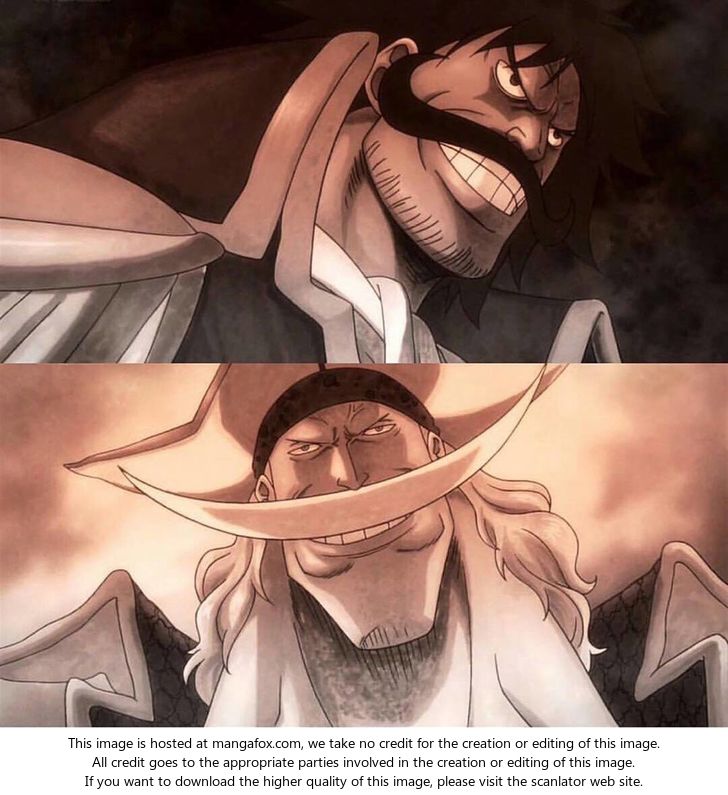 This image is hosted at mangafox.com, we take no credit for the creation or editing of this image.
All credit goes to the appropriate parties involved in the creation or editing of this image.
If you want to download the higher quality of this image, please visit the scanlator web site.